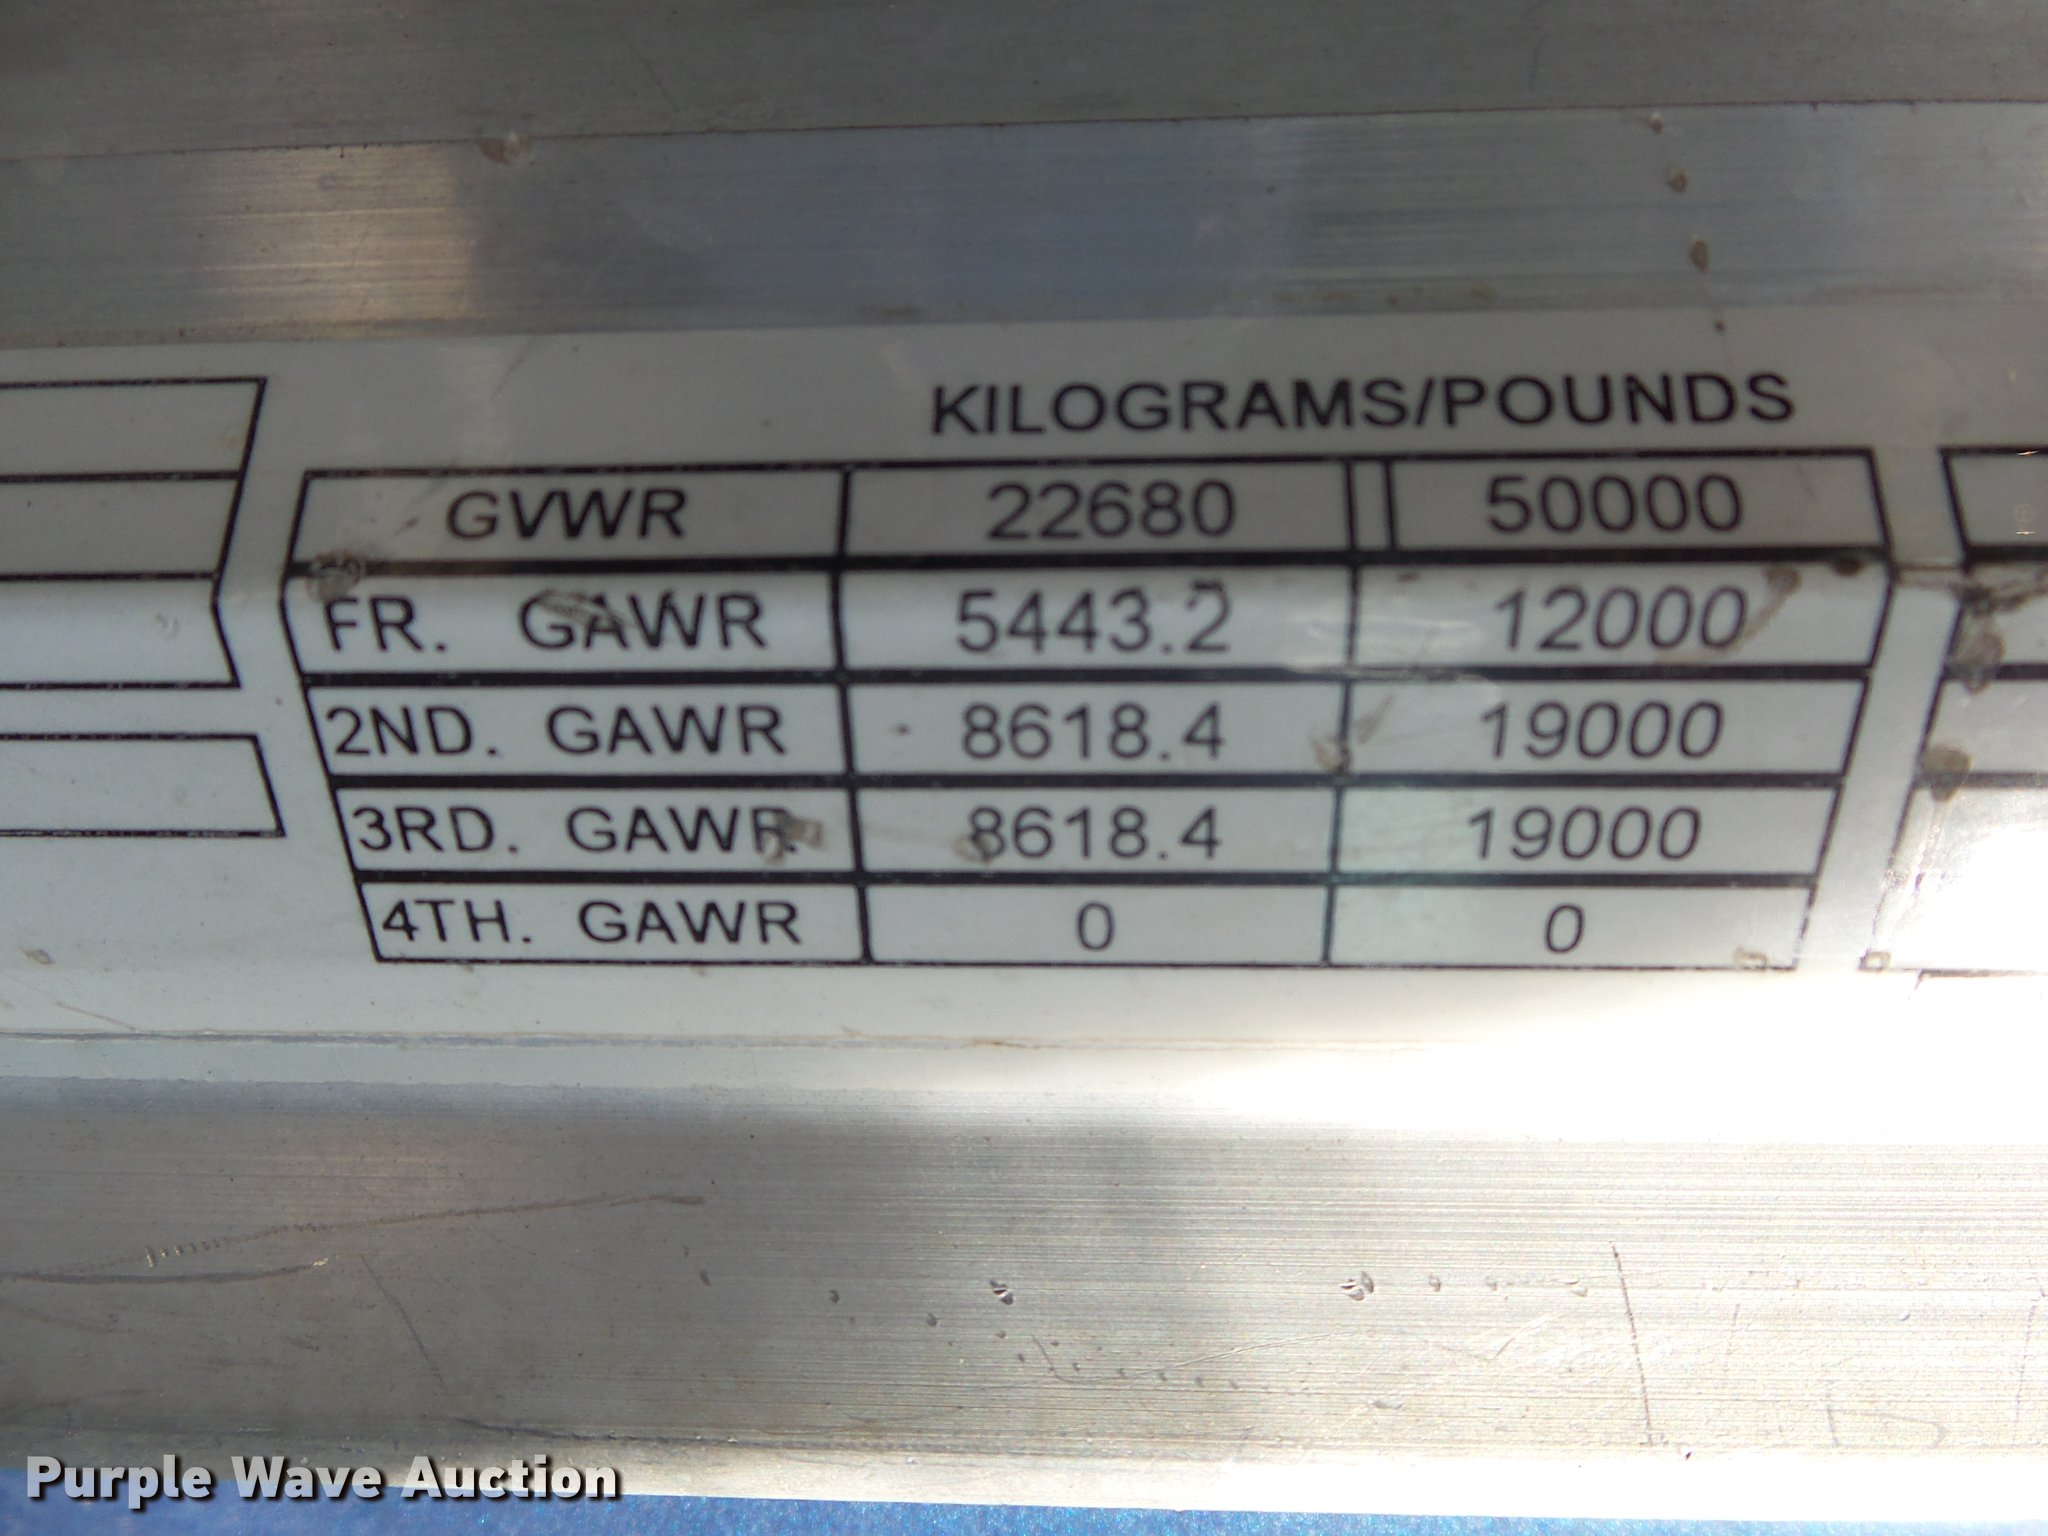 KILOGRAMS/POUNDS
GVWR 22680 50000
FR. GAWR 5443.2 12000
2ND. GAWR 8618.4 19000
3RD. GAWR 8618.4 19000
4TH. GAWR 0 0
Purple Wave Auction